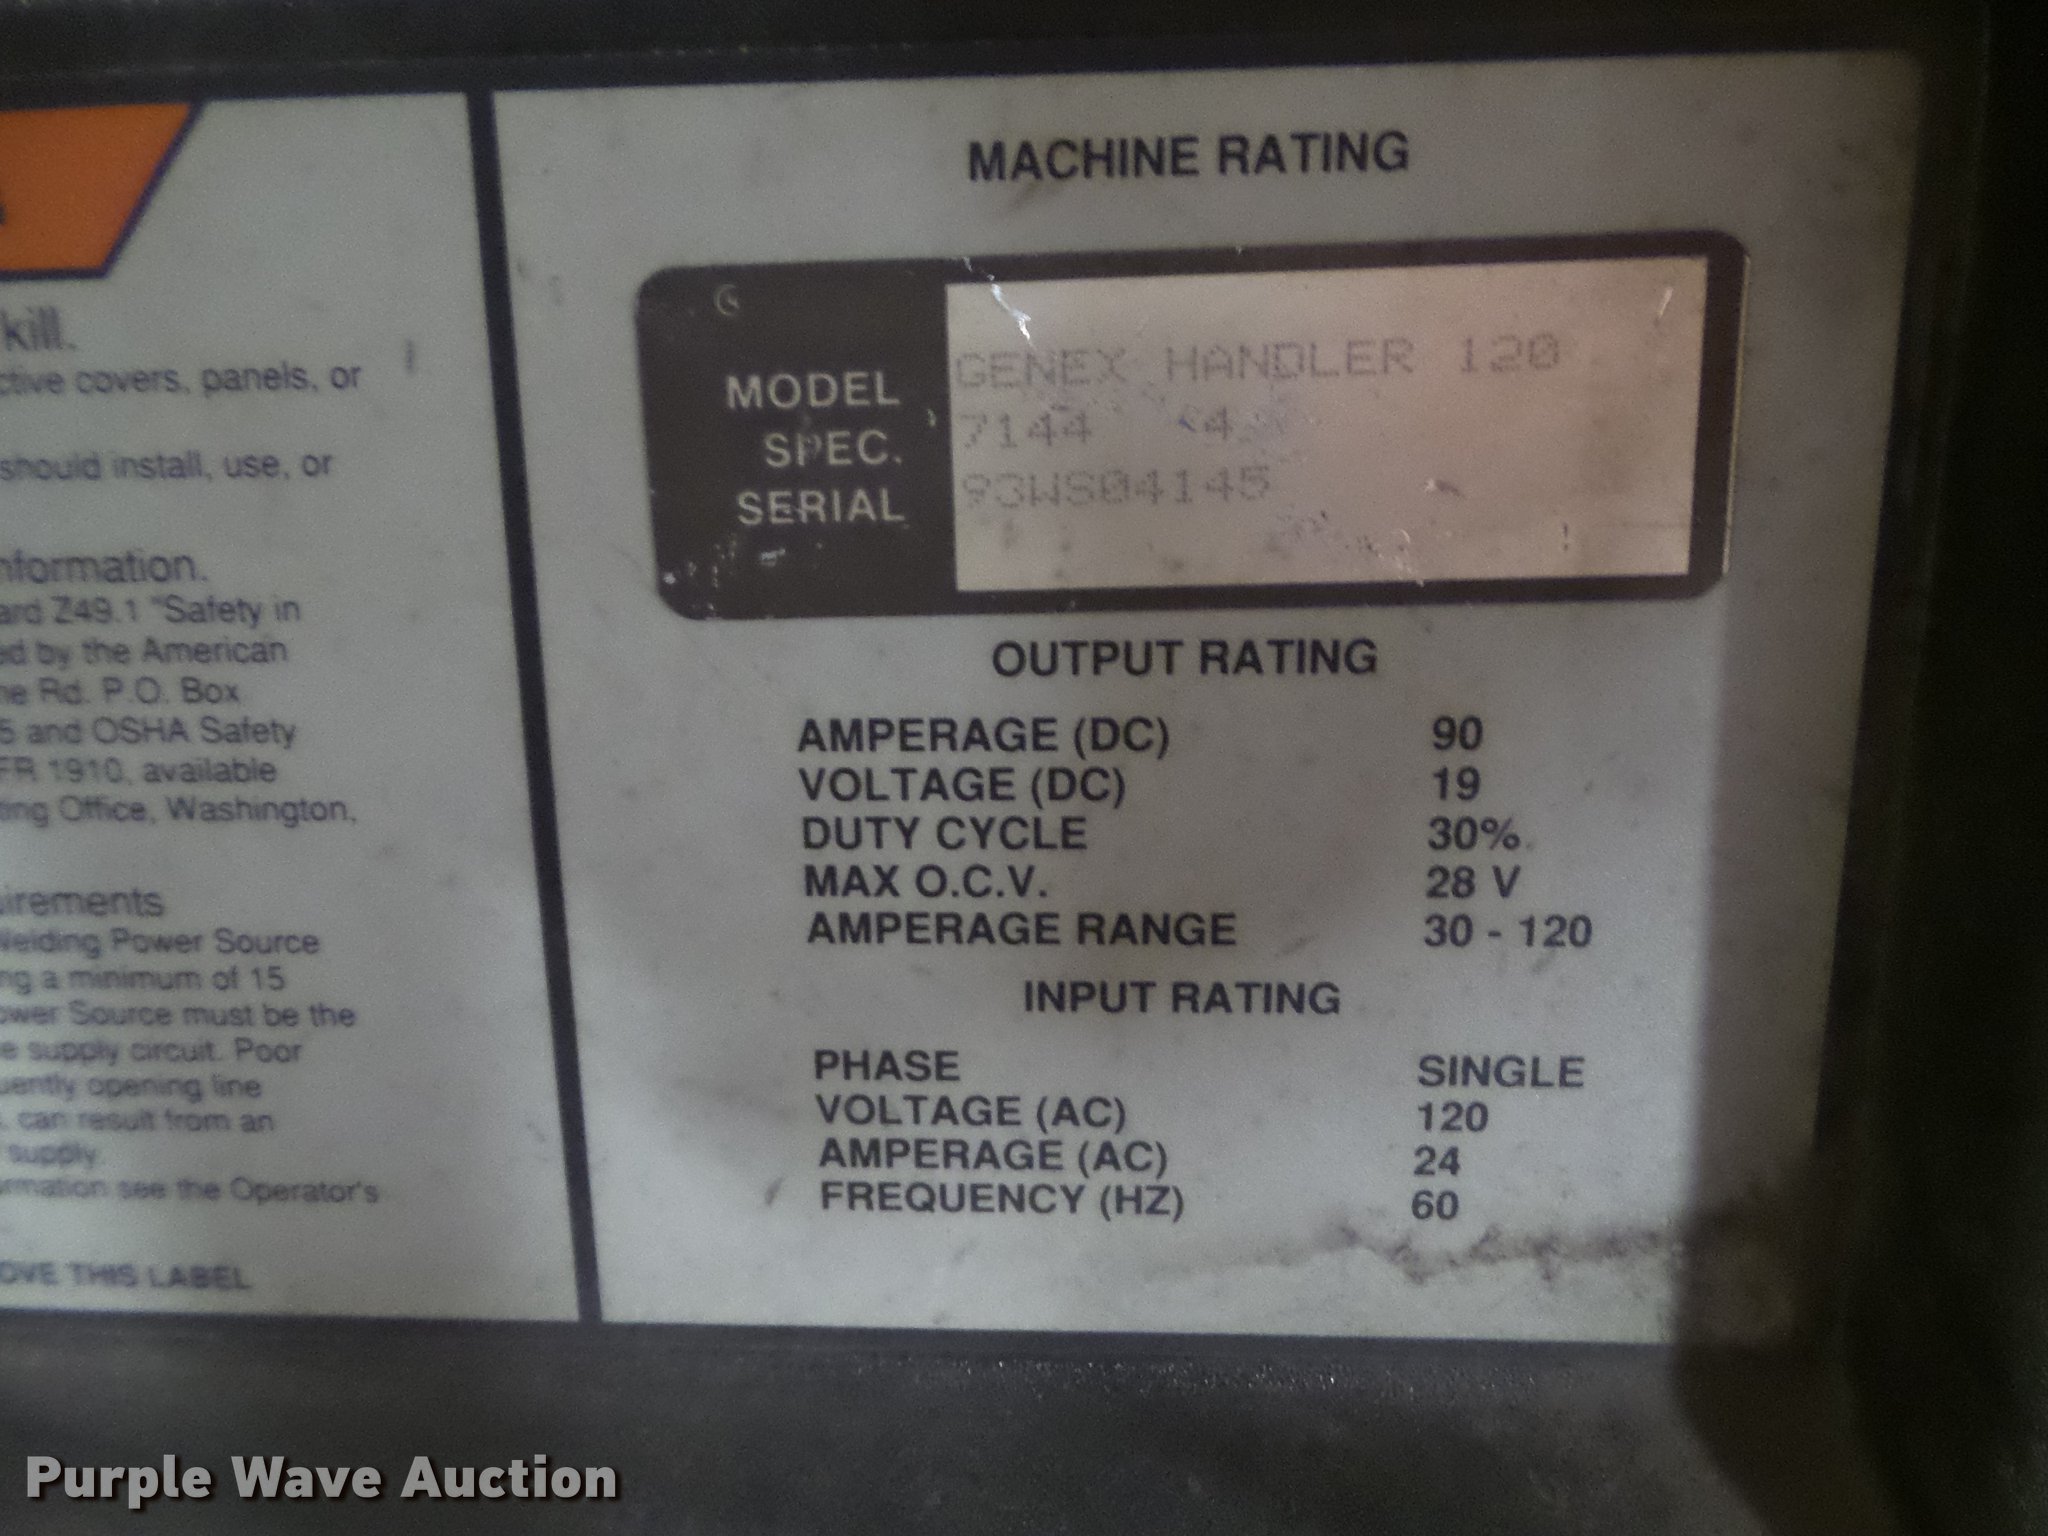 kill.
ctive covers, panels, or
should install, use, or
nformation.
ard Z49.1 "Safety in
ed by the American
ne Rd. P.O. Box
5 and OSHA Safety
FR 1910, available
ting Office, Washington,
uirements
Welding Power Source
ng a minimum of 15
ower Source must be the
e supply circuit. Poor
uently opening line
, can result from an
supply.
ormation see the Operator's
OVE THIS LABEL
MACHINE RATING
MODEL GENEX HANDLER 120
SPEC. 7144 -4
SERIAL 93WS04145
OUTPUT RATING
AMPERAGE (DC) 90
VOLTAGE (DC) 19
DUTY CYCLE 30%
MAX O.C.V. 28 V
AMPERAGE RANGE 30 - 120
INPUT RATING
PHASE SINGLE
VOLTAGE (AC) 120
AMPERAGE (AC) 24
FREQUENCY (HZ) 60
Purple Wave Auction